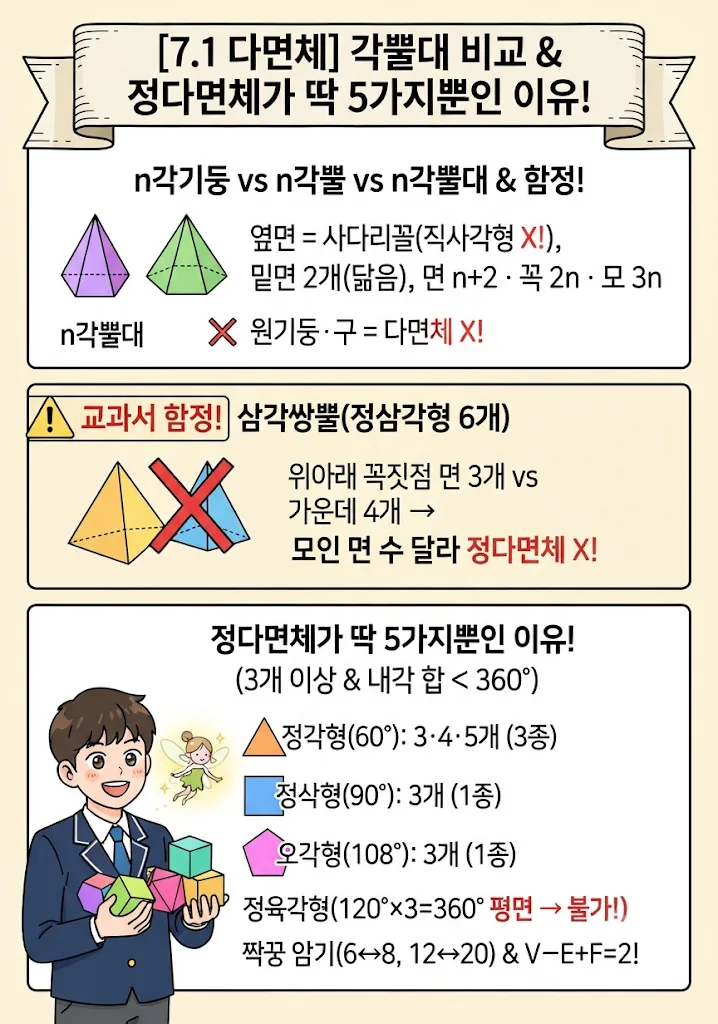 [7.1 다면체] 각뿔대 비교 &
정다면체가 딱 5가지뿐인 이유!
n각기둥 vs n각뿔 vs n각뿔대 & 함정!
옆면 = 사다리꼴(직사각형 X!),
밑면 2개(닮음), 면 n+2 · 꼭 2n · 모 3n
n각뿔대
원기둥·구 = 다면체 X!
교과서 함정! 삼각쌍뿔(정삼각형 6개)
위아래 꼭짓점 면 3개 vs
가운데 4개 →
모인 면 수 달라 정다면체 X!
정다면체가 딱 5가지뿐인 이유!
(3개 이상 & 내각 합 < 360°)
정각형(60°): 3·4·5개 (3종)
정삭형(90°): 3개 (1종)
오각형(108°): 3개 (1종)
정육각형(120°×3=360° 평면 → 불가!)
짝꿍 암기(6↔8, 12↔20) & V−E+F=2!